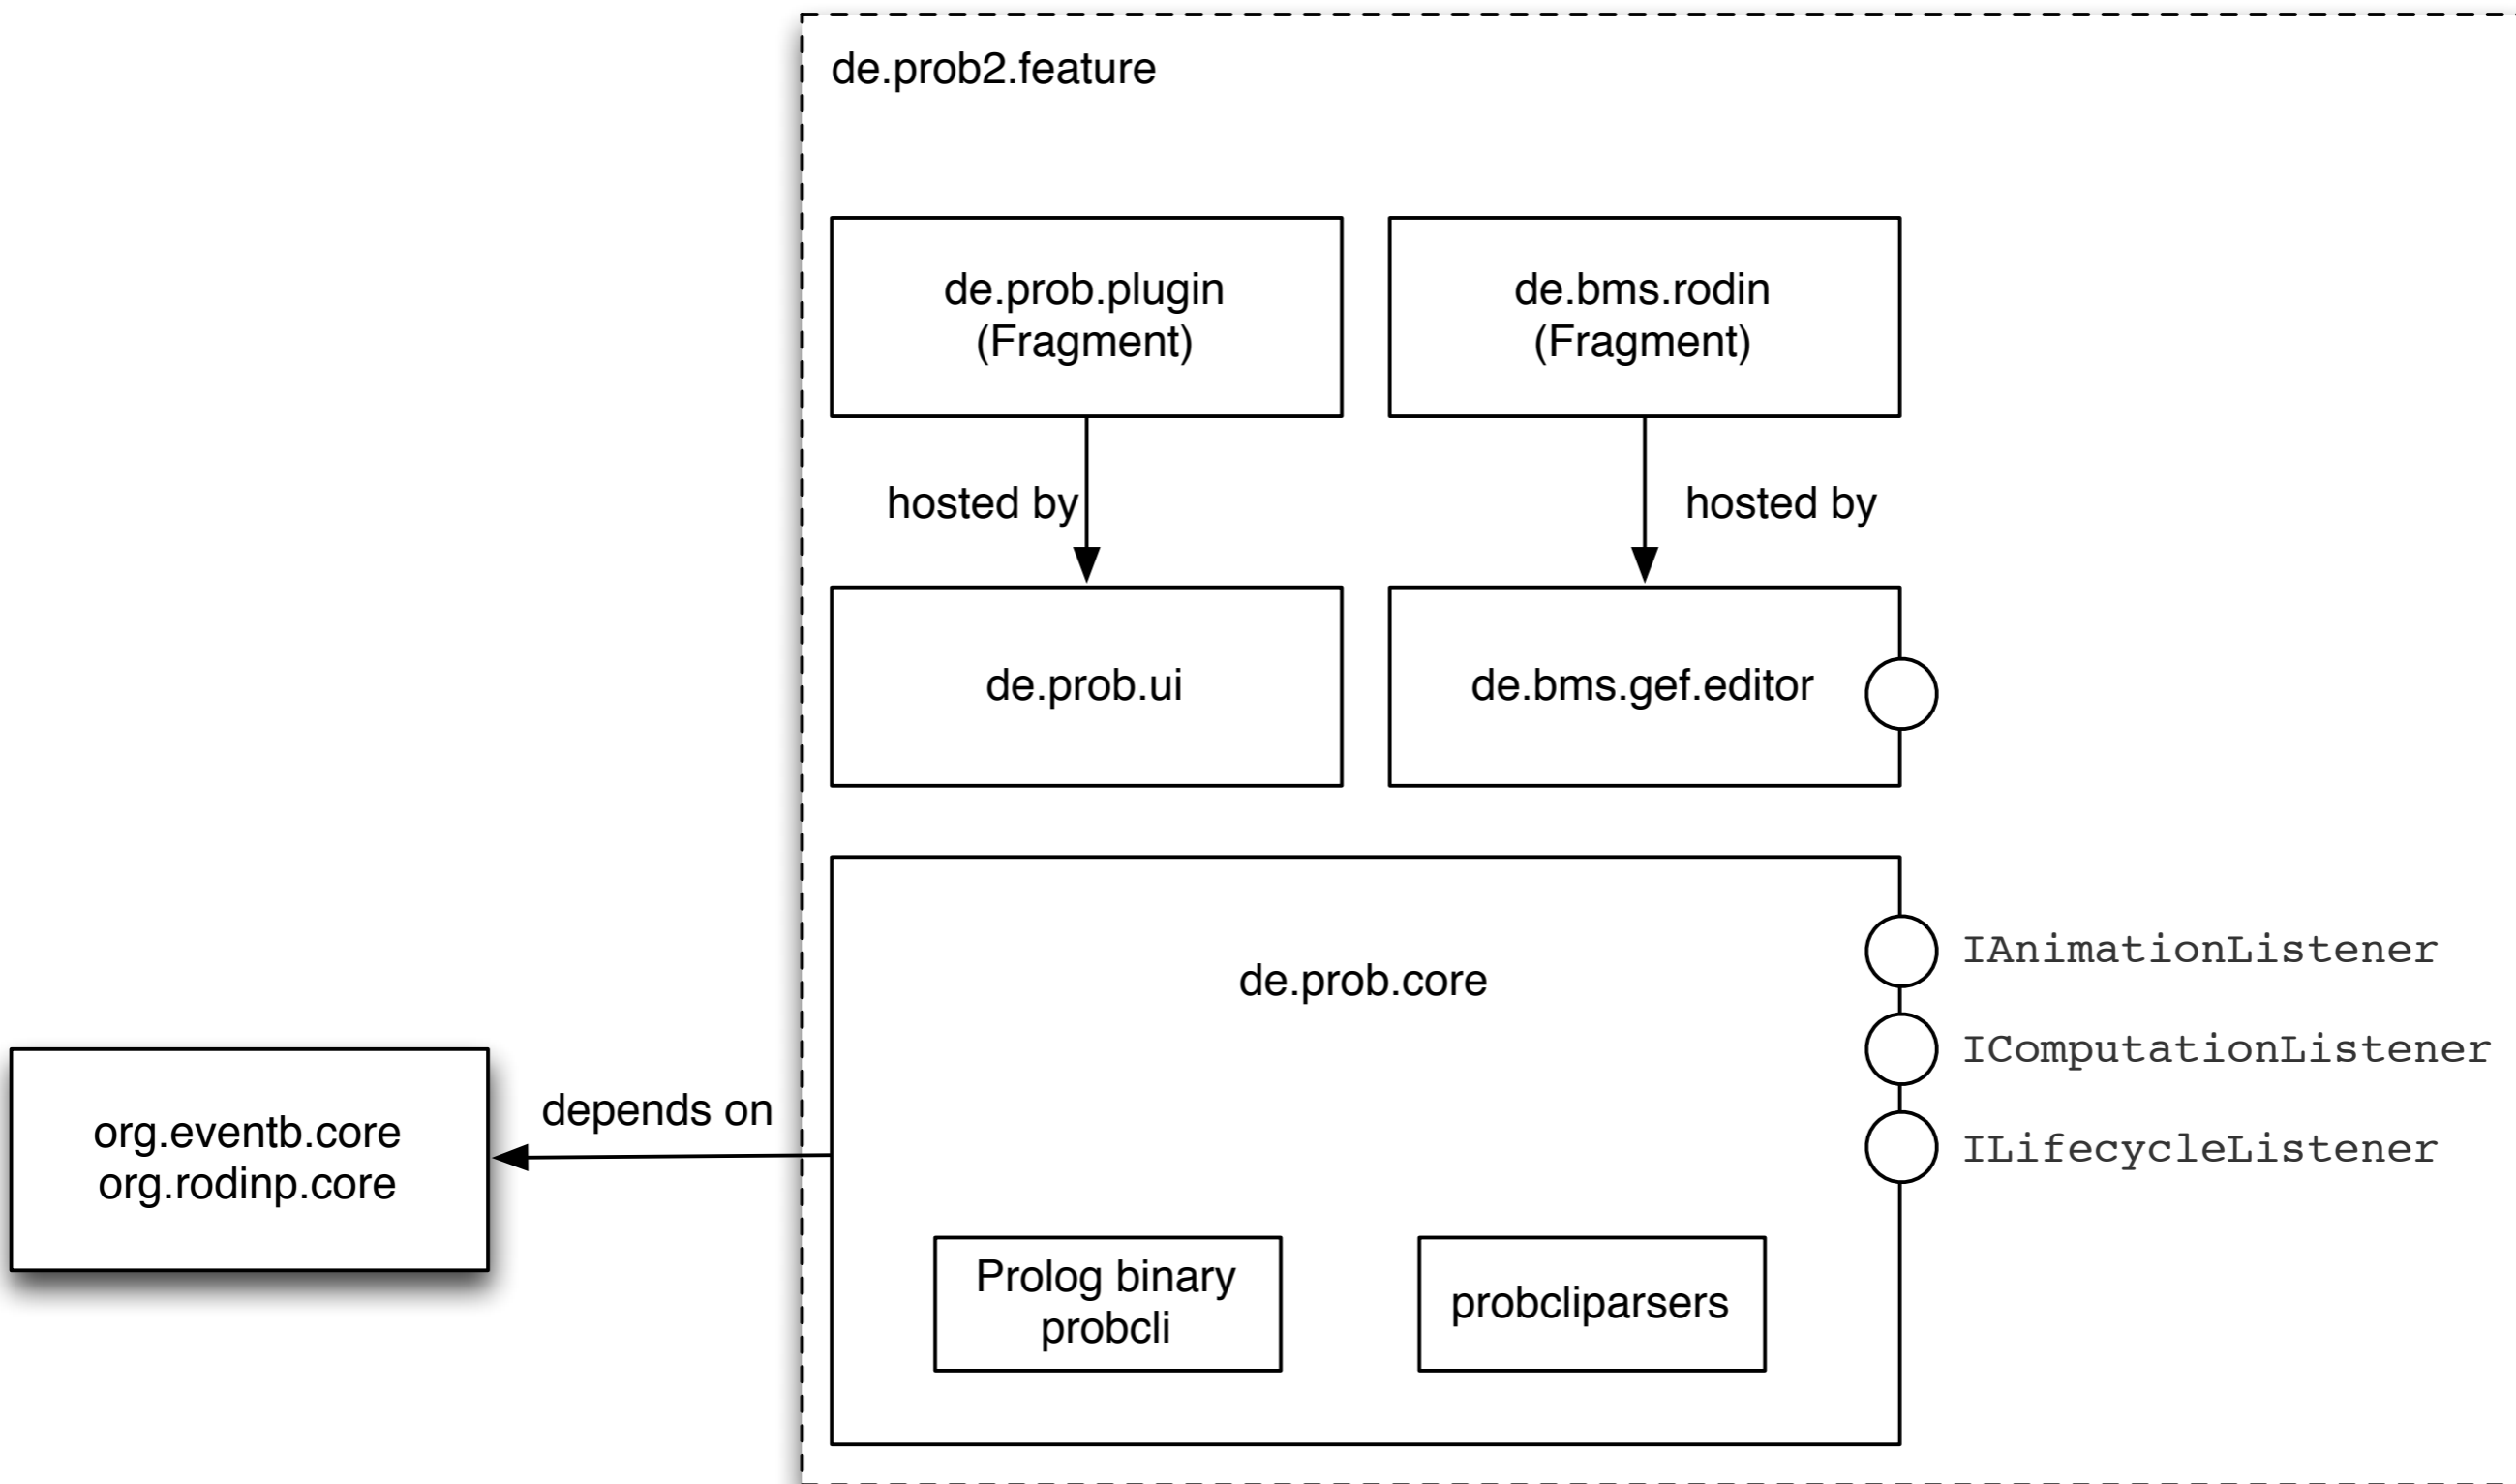 de.prob2.feature
de.prob.plugin
(Fragment)
de.bms.rodin
(Fragment)
hosted by
hosted by
de.prob.ui
de.bms.gef.editor
de.prob.core
IAnimationListener
IComputationListener
ILifecycleListener
depends on
org.eventb.core
org.rodinp.core
Prolog binary
probcli
probcliparsers